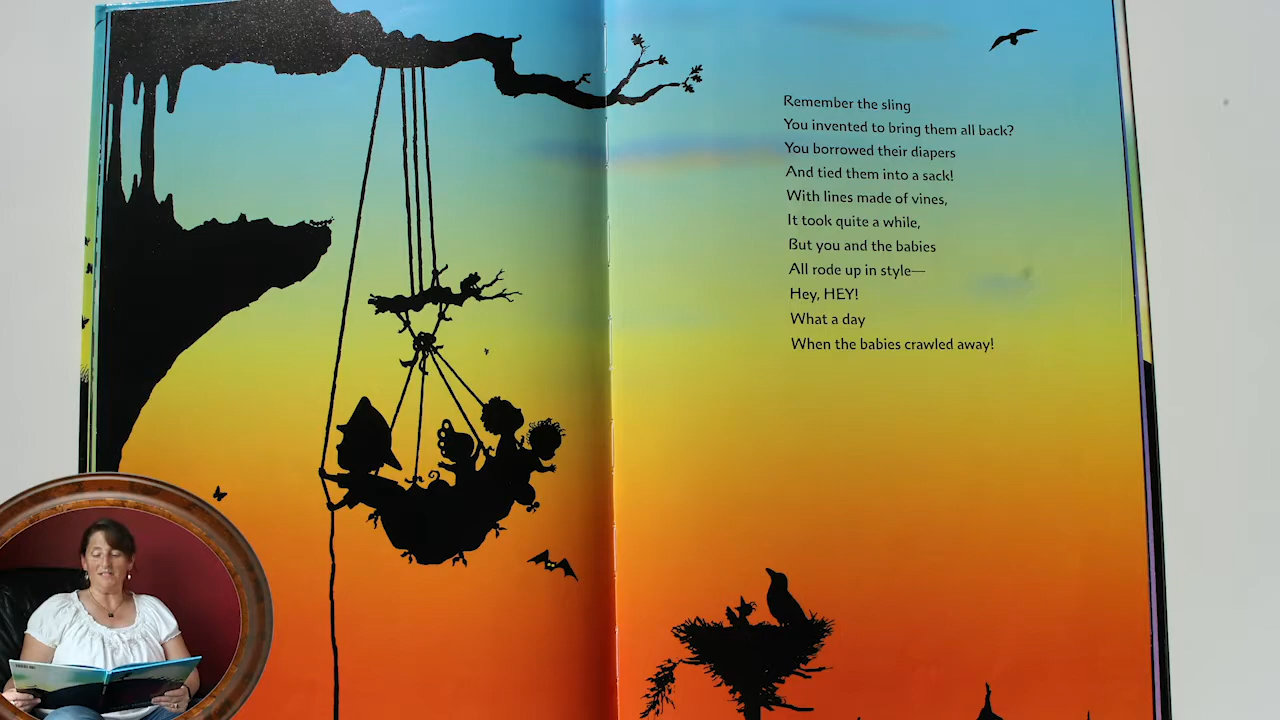 Remember the sling
You invented to bring them all back?
You borrowed their diapers
And tied them into a sack!
With lines made of vines,
It took quite a while,
But you and the babies
All rode up in style—
Hey, HEY!
What a day
When the babies crawled away!